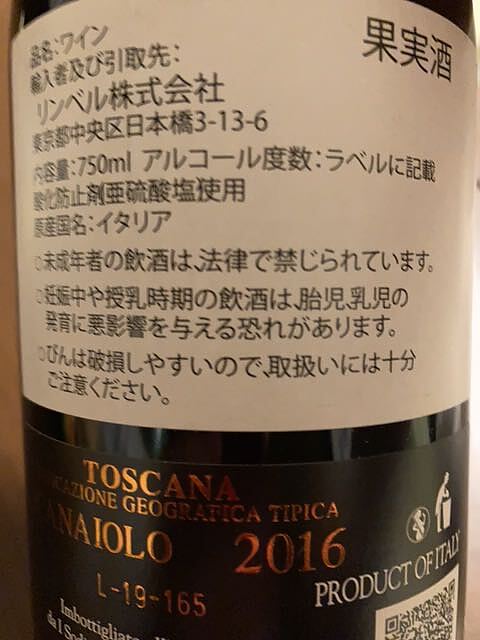 果実酒
品名:ワイン
輸入者及び引取先:
リンベル株式会社
東京都中央区日本橋3-13-6
内容量:750ml アルコール度数:ラベルに記載
酸化防止剤(亜硫酸塩)使用
原産国名:イタリア
○未成年者の飲酒は、法律で禁じられています。
○妊娠中や授乳時期の飲酒は、胎児、乳児の
発育に悪影響を与える恐れがあります。
○びんは破損しやすいので、取扱いには十分
ご注意ください。
TOSCANA
GEOGRAFICA TIPICA
ANAIOLO 2016
L-19-165
PRODUCT OF ITALY
Imbottigliato
da I Sodi